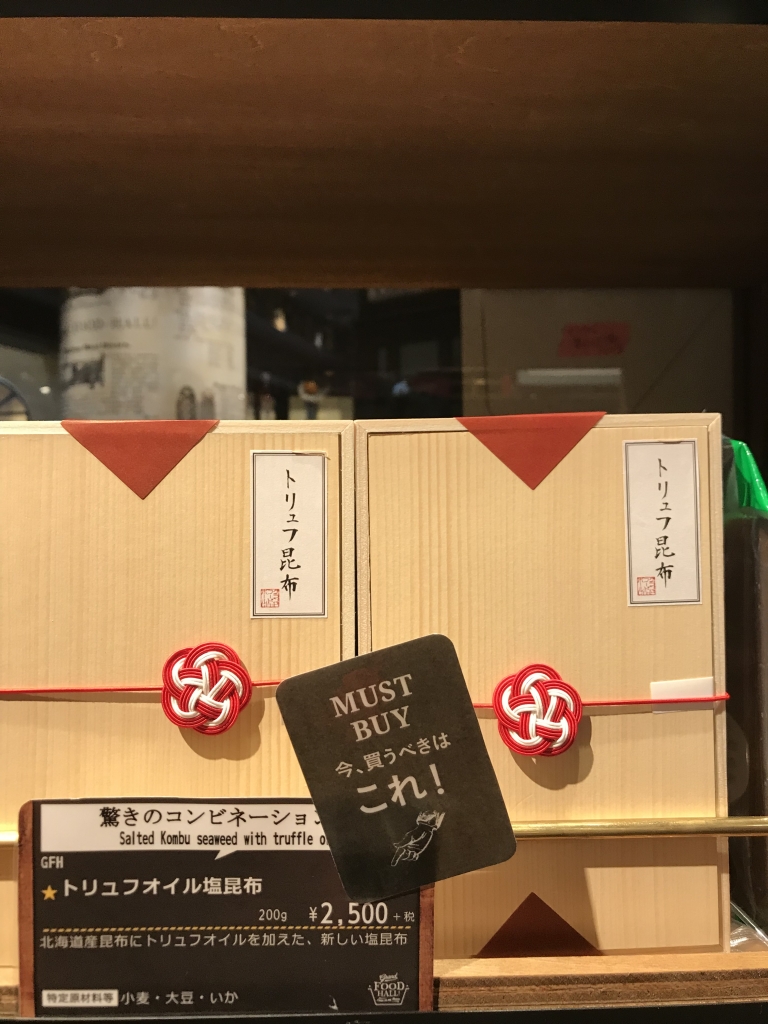 FOOD HALL!
トリュフ昆布
トリュフ昆布
MUST
BUY
今、買うべきは
これ!
驚きのコンビネーション
Salted Kombu seaweed with truffle o
GFH
★トリュフオイル塩昆布
200g ¥2,500+税
北海道産昆布にトリュフオイルを加えた、新しい塩昆布
特定原材料等 小麦・大豆・いか
FOOD
HALL!